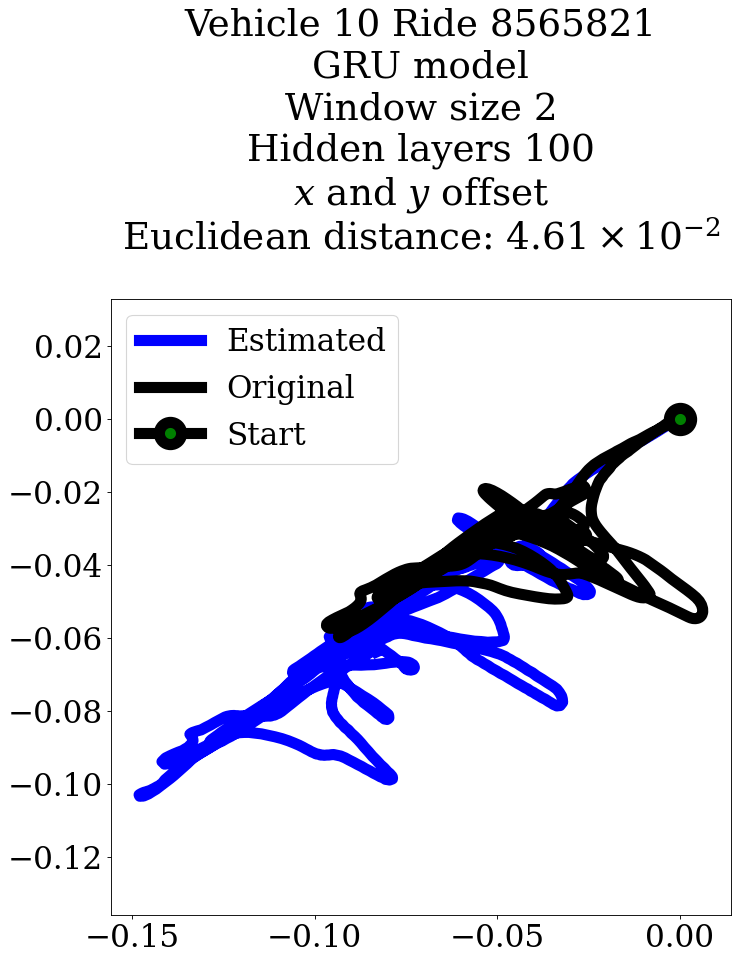 Vehicle 10 Ride 8565821
GRU model
Window size 2
Hidden layers 100
x and y offset
Euclidean distance: 4.61 × 10⁻²
Estimated
Original
Start
0.02
0.00
−0.02
−0.04
−0.06
−0.08
−0.10
−0.12
−0.15 −0.10 −0.05 0.00